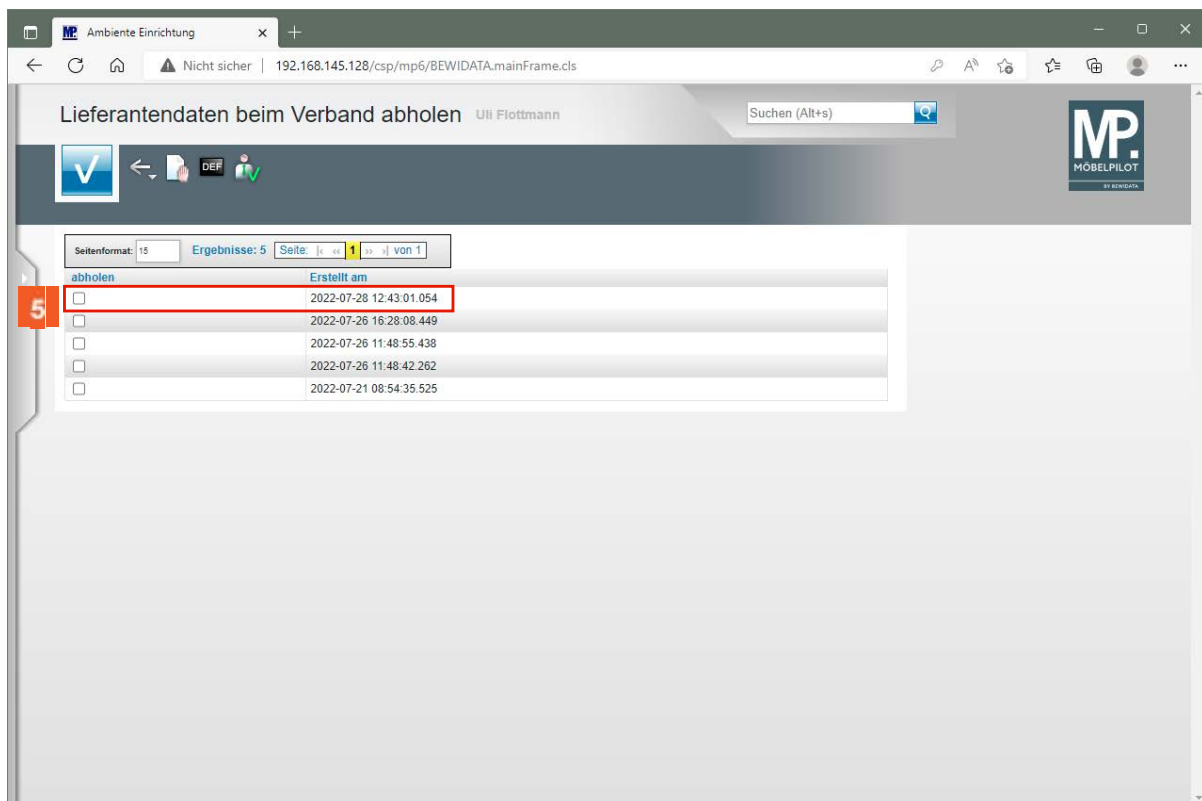 MP. Ambiente Einrichtung
Nicht sicher | 192.168.145.128/csp/mp6/BEWIDATA.mainFrame.cls
Lieferantendaten beim Verband abholen Uli Flottmann
Suchen (Alt+s)
MP.
MÖBELPILOT
BY BEWIDATA
DEF
Seitenformat: 15 Ergebnisse: 5 Seite: |< << 1 >> >| von 1
abholen Erstellt am
5
2022-07-28 12:43:01.054
2022-07-26 16:28:08.449
2022-07-26 11:48:55.438
2022-07-26 11:48:42.262
2022-07-21 08:54:35.525